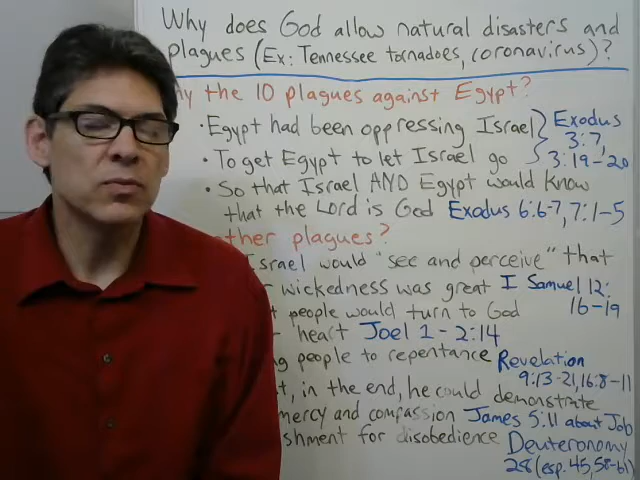 Why does God allow natural disasters and
plagues (Ex: Tennessee tornadoes, coronavirus)?
the 10 plagues against Egypt?
• Egypt had been oppressing Israel } Exodus 3:7,
• To get Egypt to let Israel go } 3:19-20
• So that Israel AND Egypt would know
that the Lord is God Exodus 6:6-7, 7:1-5
other plagues?
Israel would "see and perceive" that
wickedness was great I Samuel 12:
people would turn to God 16-19
heart Joel 1 - 2:14
people to repentance Revelation
9:13-21, 16:8-11
in the end, he could demonstrate
mercy and compassion James 5:11 about Job
for disobedience Deuteronomy
28 (esp. 45, 58-61)